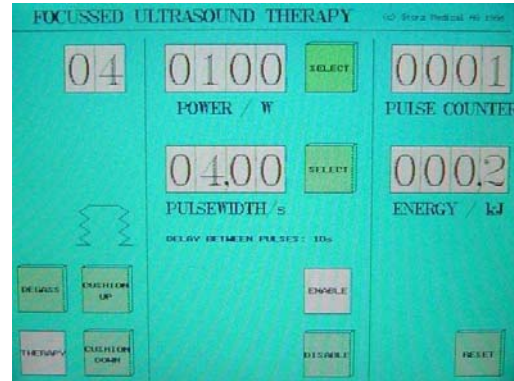 FOCUSSED ULTRASOUND THERAPY
(c) Storz Medical AG
04
0100
SELECT
0001
POWER / W
PULSE COUNTER
04.00
SELECT
000.2
PULSEWIDTH/s
ENERGY / kJ
DELAY BETWEEN PULSES: 10s
DEGASS
CUSHION
UP
ENABLE
THERAPY
CUSHION
DOWN
DISABLE
RESET